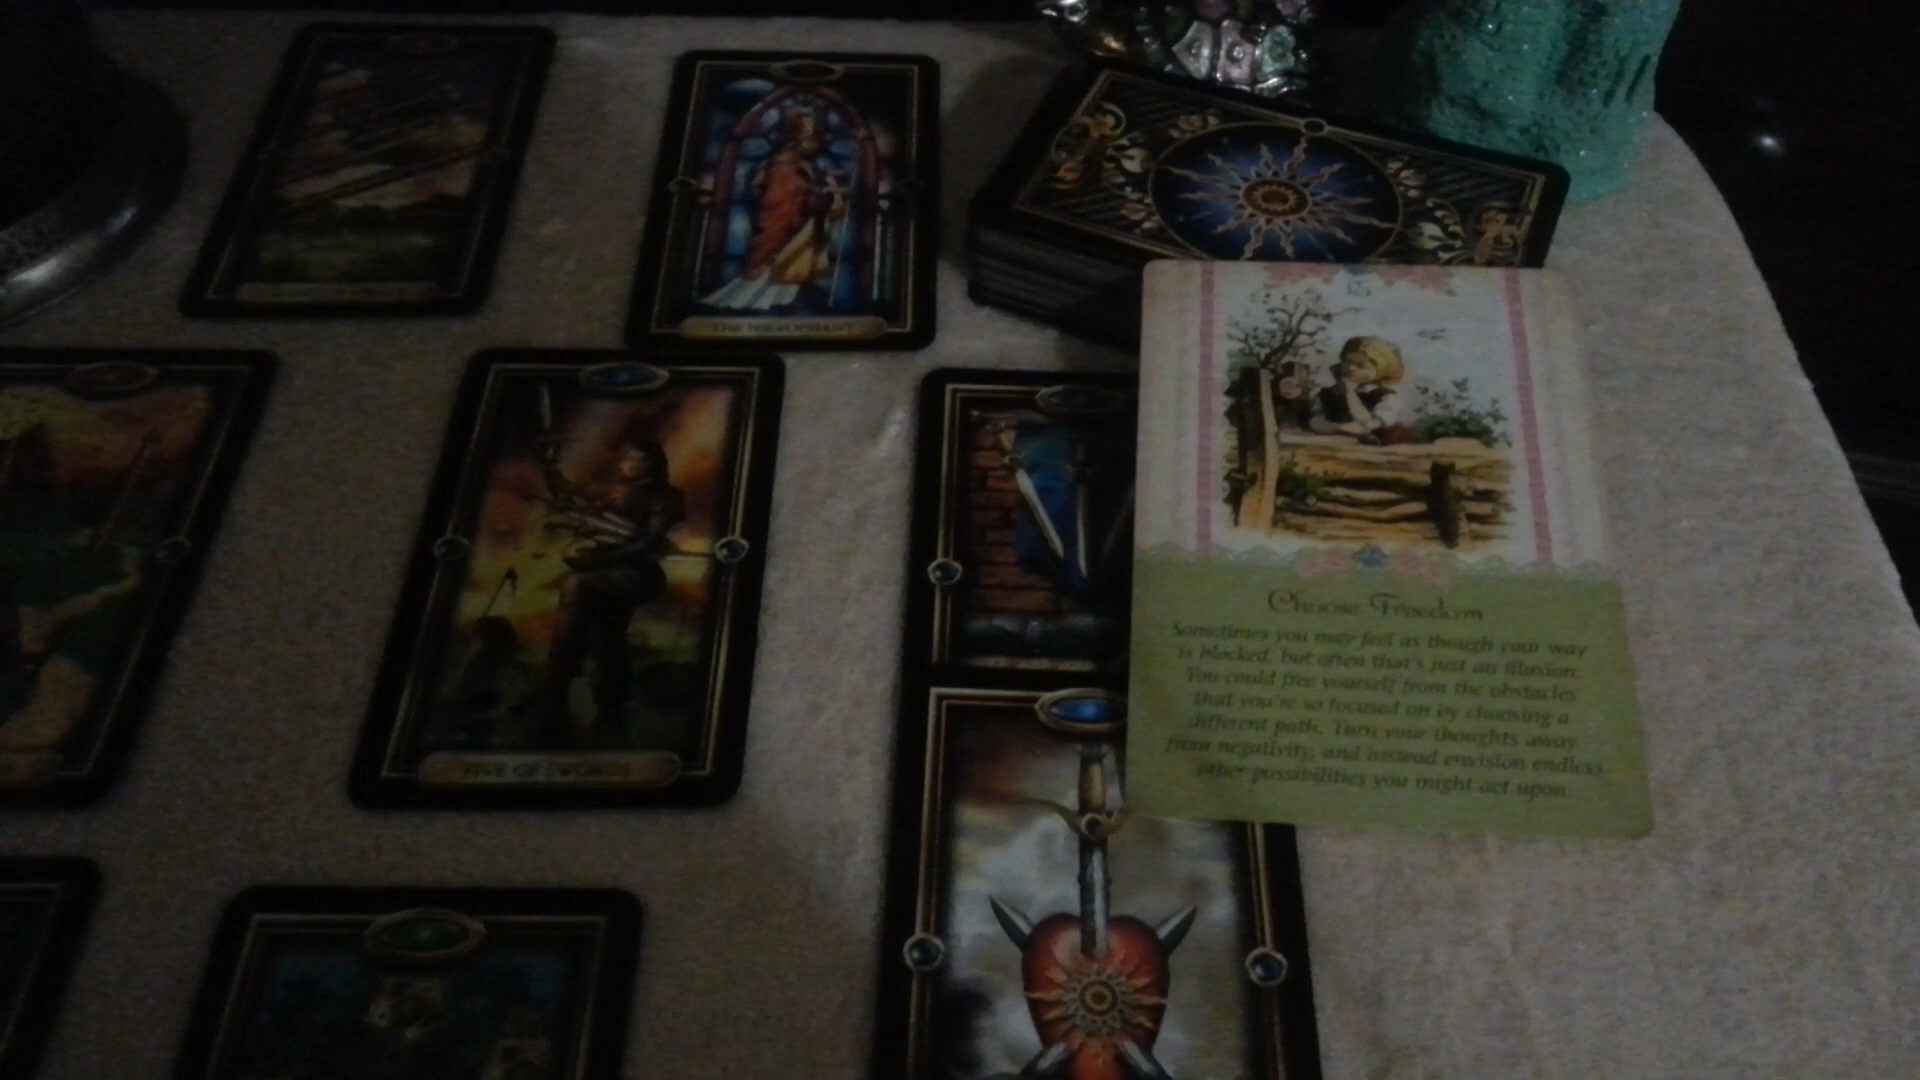 THE HIEROPHANT
15
FIVE OF SWORDS
Choose Freedom
Sometimes you may feel as though your way
is blocked, but often that's just an illusion.
You could free yourself from the obstacles
that you're so focused on by choosing a
different path. Turn your thoughts away
from negativity, and instead envision endless
other possibilities you might act upon.